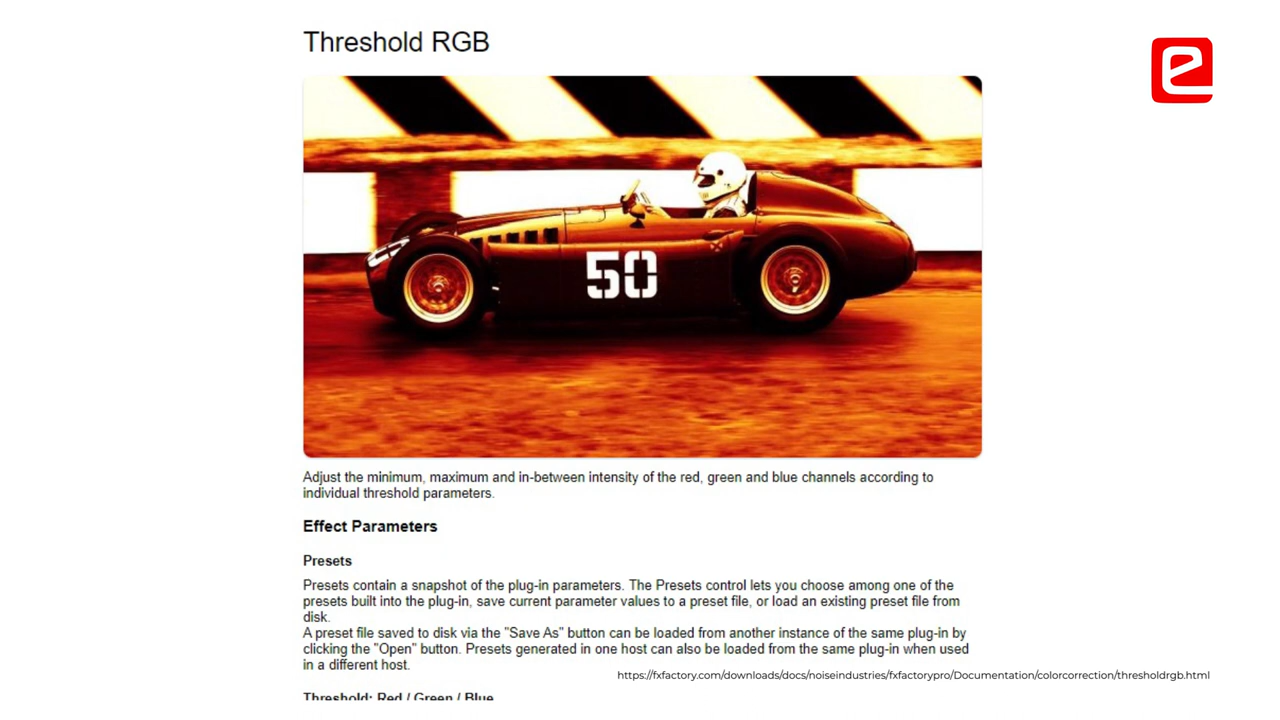 Threshold RGB
50
Adjust the minimum, maximum and in-between intensity of the red, green and blue channels according to
individual threshold parameters.
Effect Parameters
Presets
Presets contain a snapshot of the plug-in parameters. The Presets control lets you choose among one of the
presets built into the plug-in, save current parameter values to a preset file, or load an existing preset file from
disk.
A preset file saved to disk via the "Save As" button can be loaded from another instance of the same plug-in by
clicking the "Open" button. Presets generated in one host can also be loaded from the same plug-in when used
in a different host.
https://fxfactory.com/downloads/docs/noiseindustries/fxfactorypro/Documentation/colorcorrection/thresholdrgb.html
Threshold: Red / Green / Blue